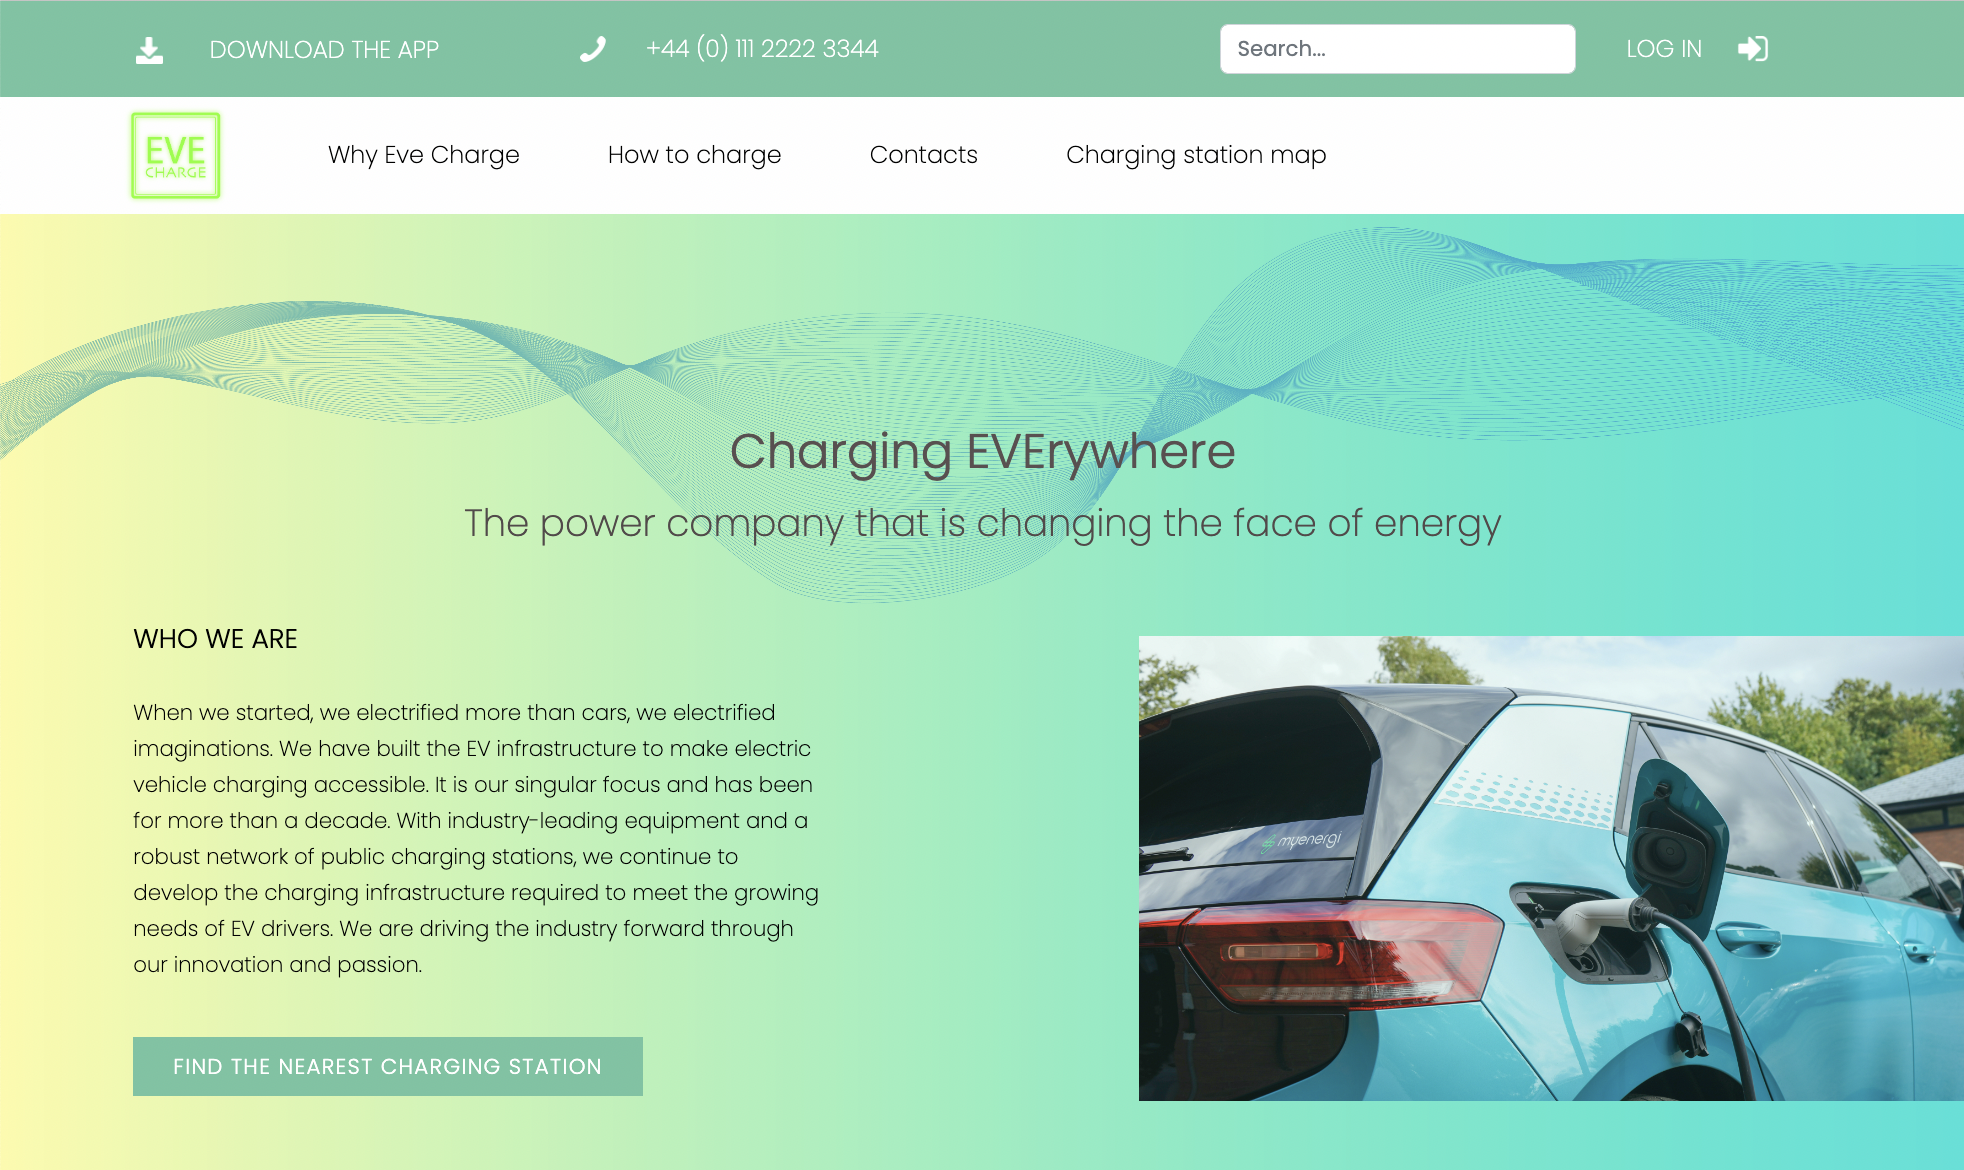 DOWNLOAD THE APP
+44 (0) 111 2222 3344
Search...
LOG IN
EVE
CHARGE
Why Eve Charge
How to charge
Contacts
Charging station map
Charging EVErywhere
The power company that is changing the face of energy
WHO WE ARE
When we started, we electrified more than cars, we electrified
imaginations. We have built the EV infrastructure to make electric
vehicle charging accessible. It is our singular focus and has been
for more than a decade. With industry-leading equipment and a
robust network of public charging stations, we continue to
develop the charging infrastructure required to meet the growing
needs of EV drivers. We are driving the industry forward through
our innovation and passion.
myenergi
FIND THE NEAREST CHARGING STATION